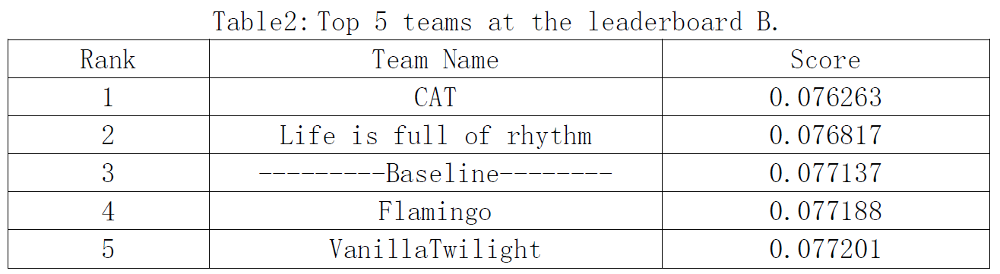 Table2: Top 5 teams at the leaderboard B.
Rank Team Name Score
1 CAT 0.076263
2 Life is full of rhythm 0.076817
3 ---------Baseline-------- 0.077137
4 Flamingo 0.077188
5 VanillaTwilight 0.077201